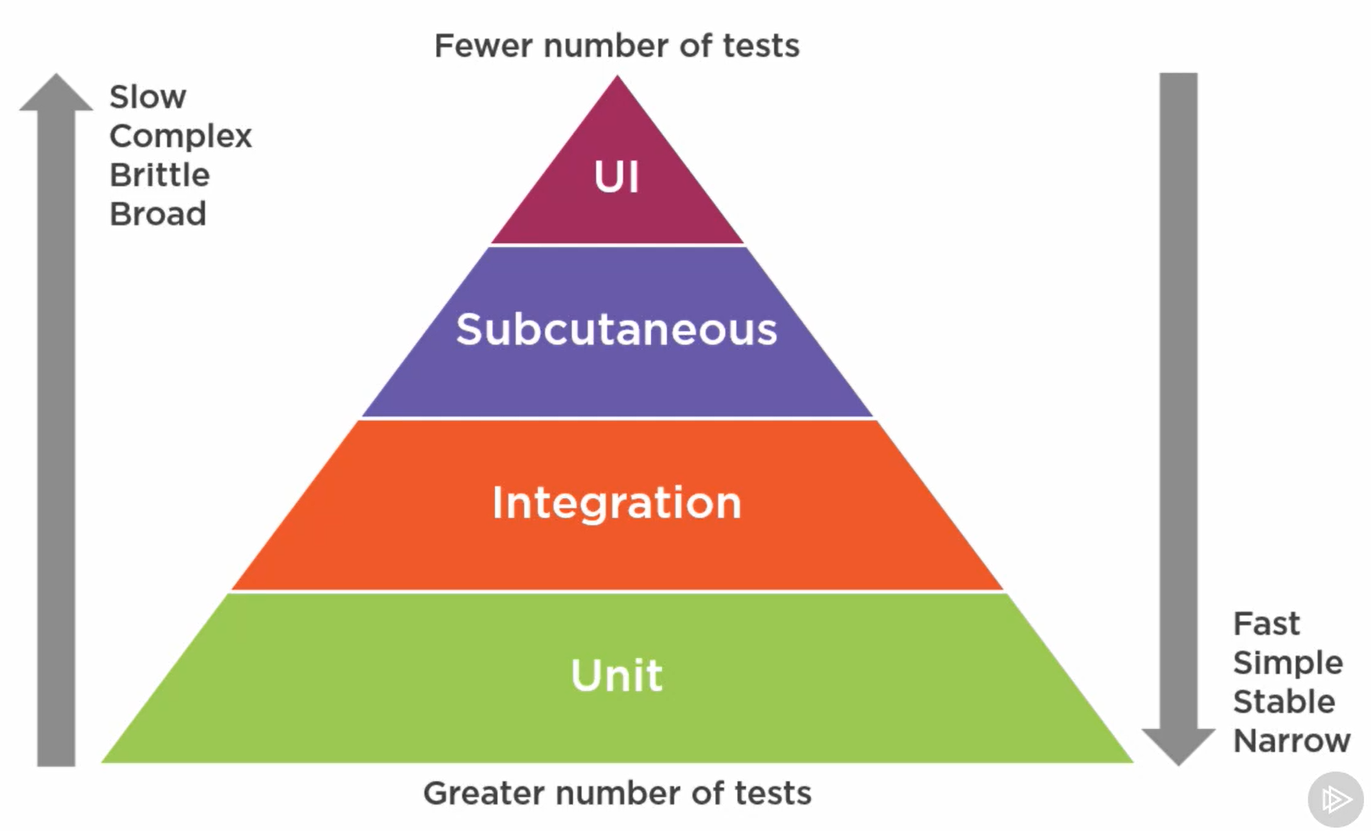 Fewer number of tests
Slow
Complex
Brittle
Broad
UI
Subcutaneous
Integration
Unit
Fast
Simple
Stable
Narrow
Greater number of tests